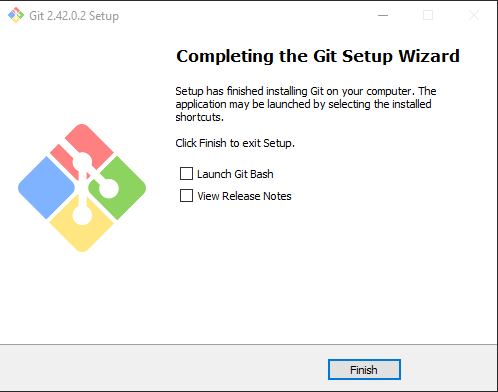 Git 2.42.0.2 Setup
Completing the Git Setup Wizard
Setup has finished installing Git on your computer. The
application may be launched by selecting the installed
shortcuts.
Click Finish to exit Setup.
Launch Git Bash
View Release Notes
Finish